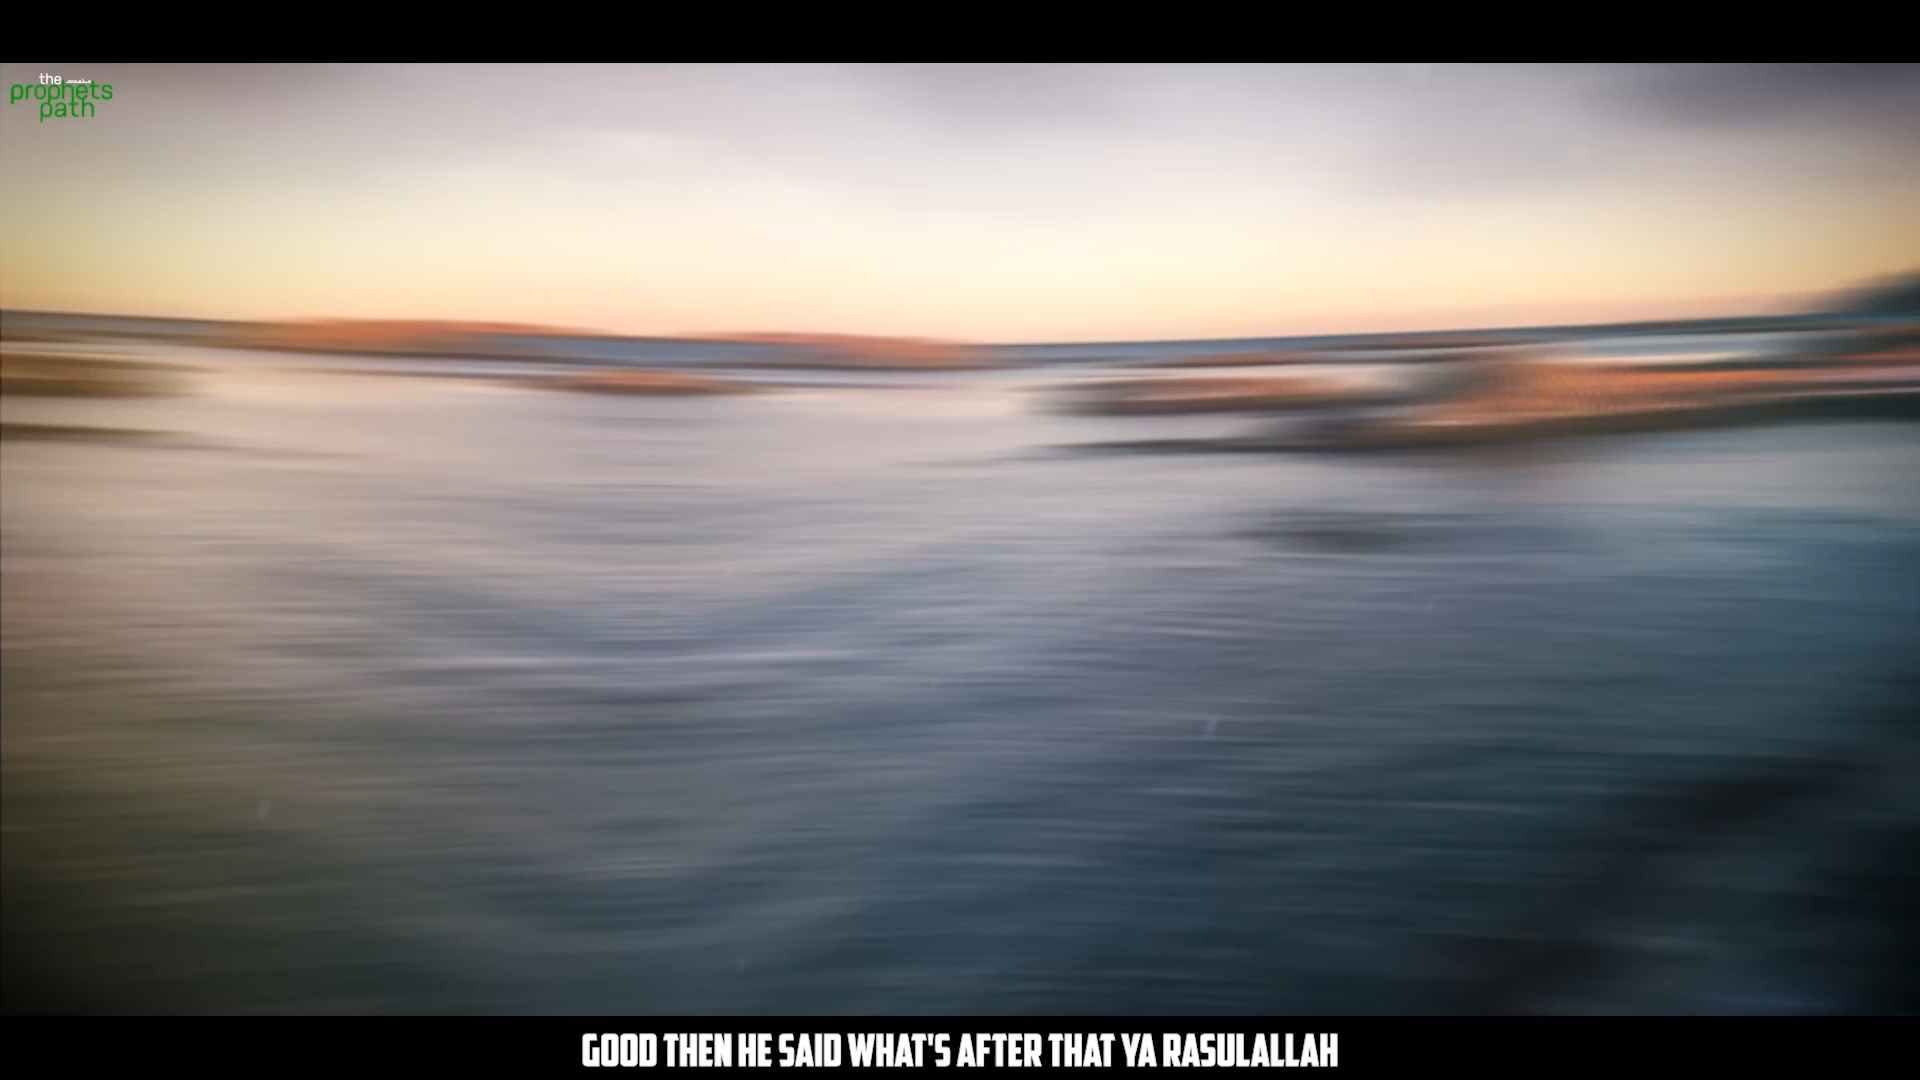 the
prophets
path
GOOD THEN HE SAID WHAT'S AFTER THAT YA RASULALLAH